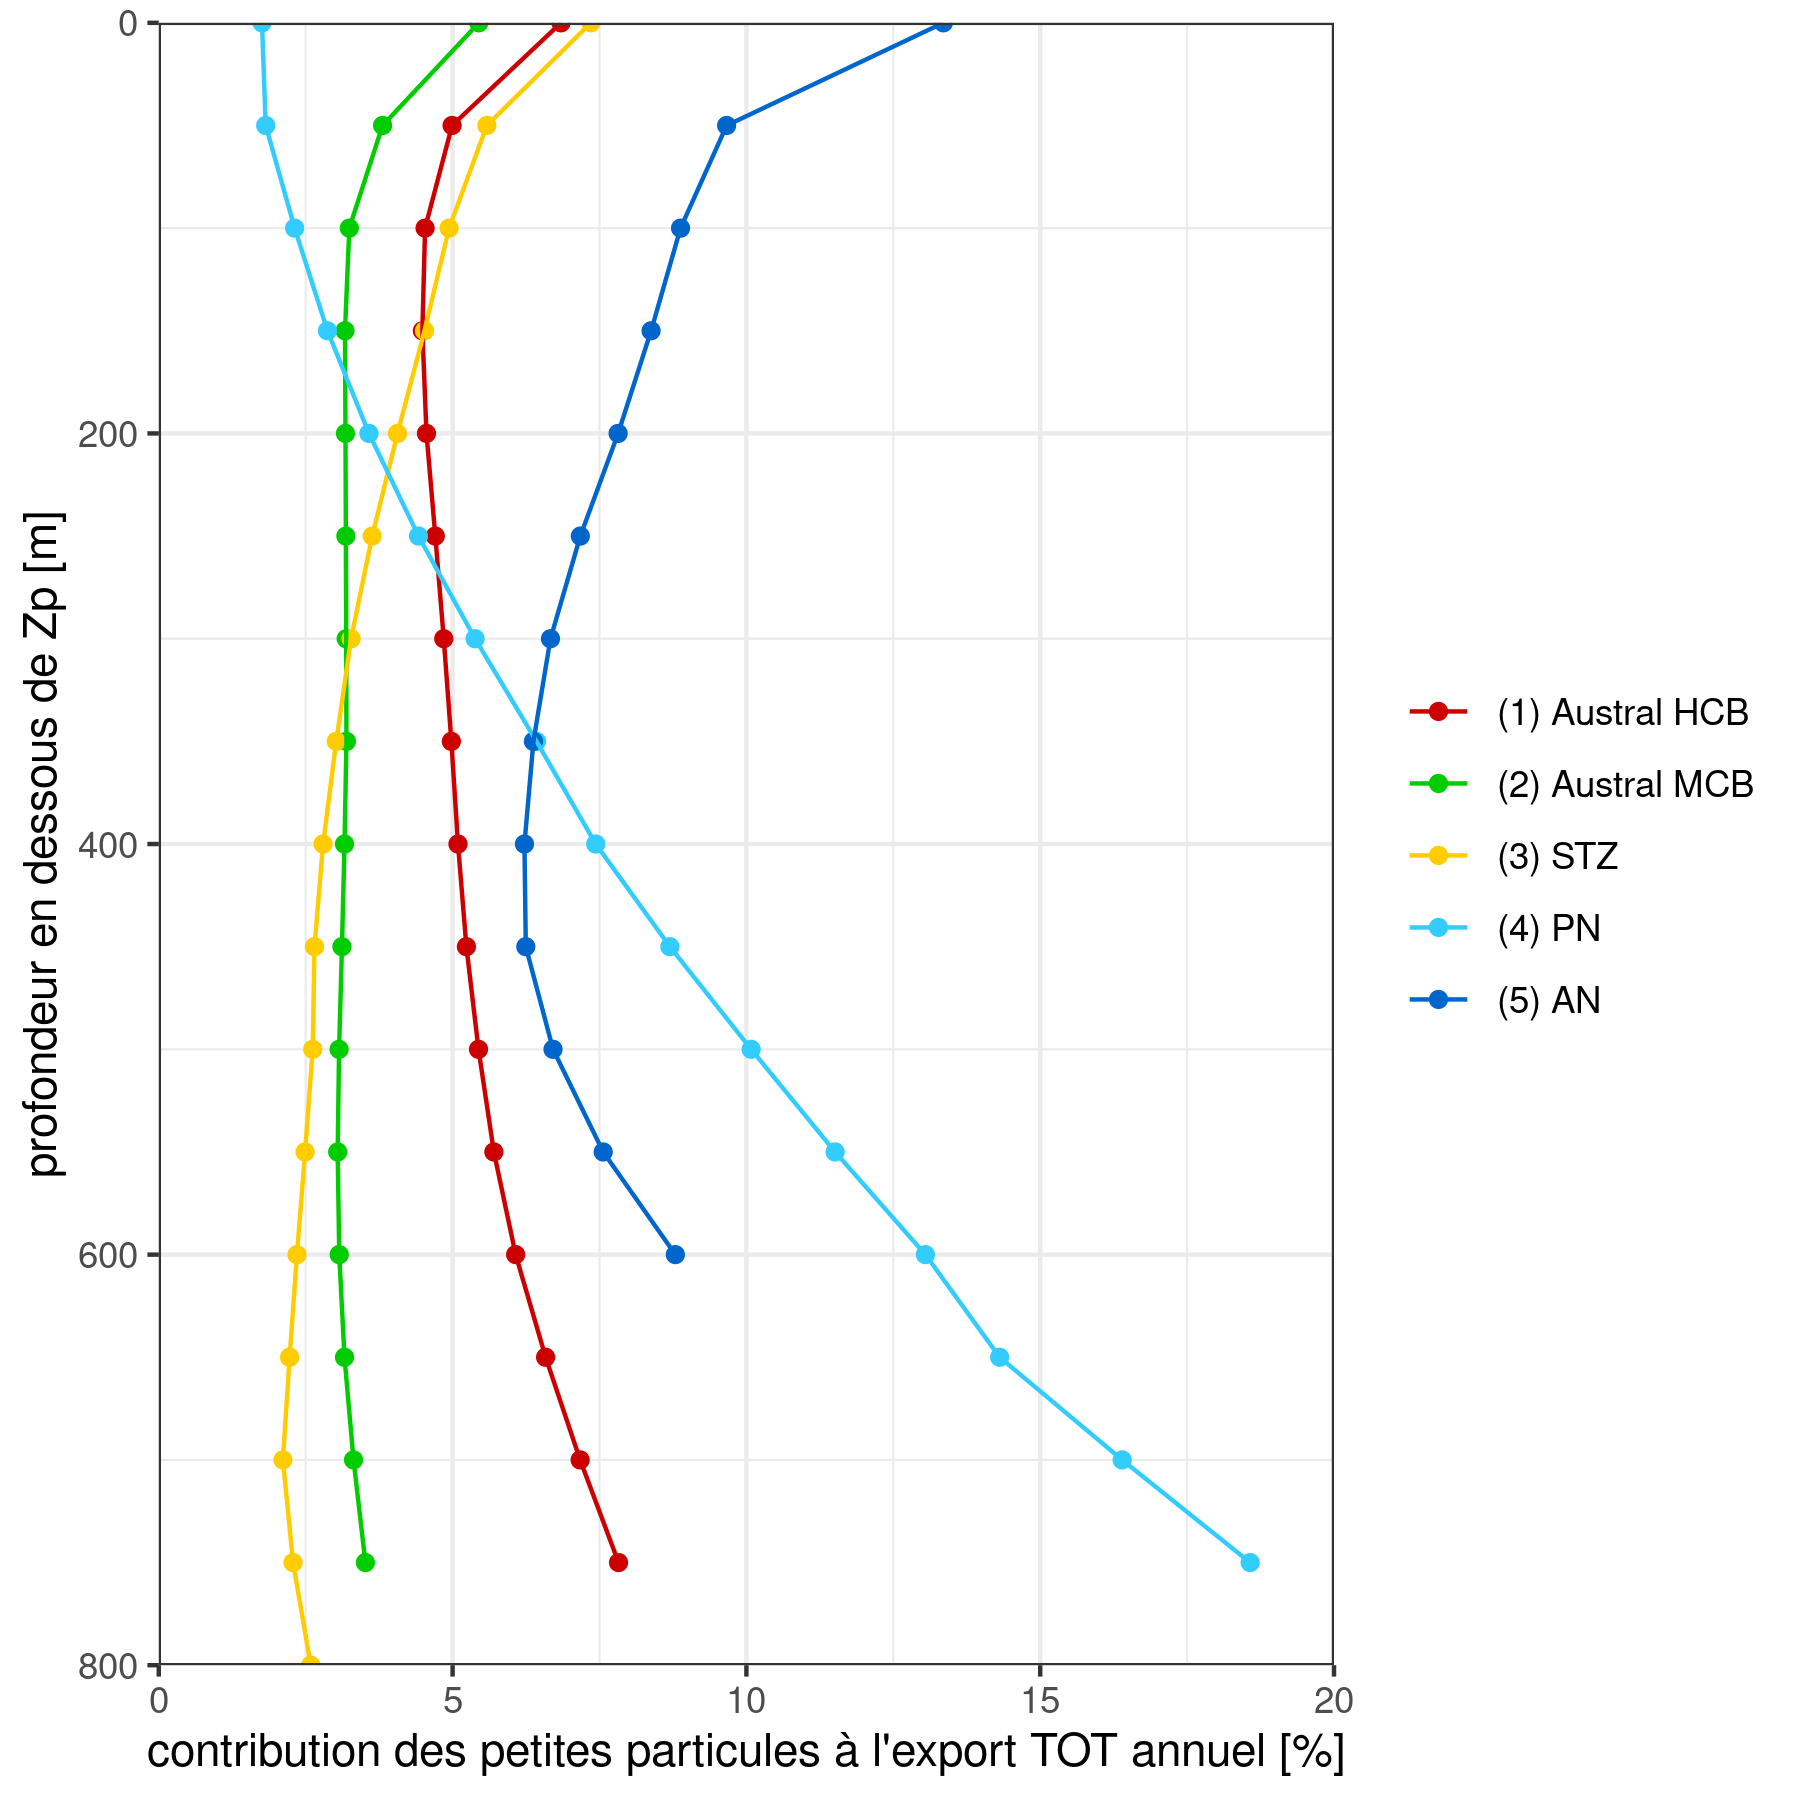 0
200
400
600
800
profondeur en dessous de Zp [m]
0 5 10 15 20
contribution des petites particules à l'export TOT annuel [%]
(1) Austral HCB
(2) Austral MCB
(3) STZ
(4) PN
(5) AN